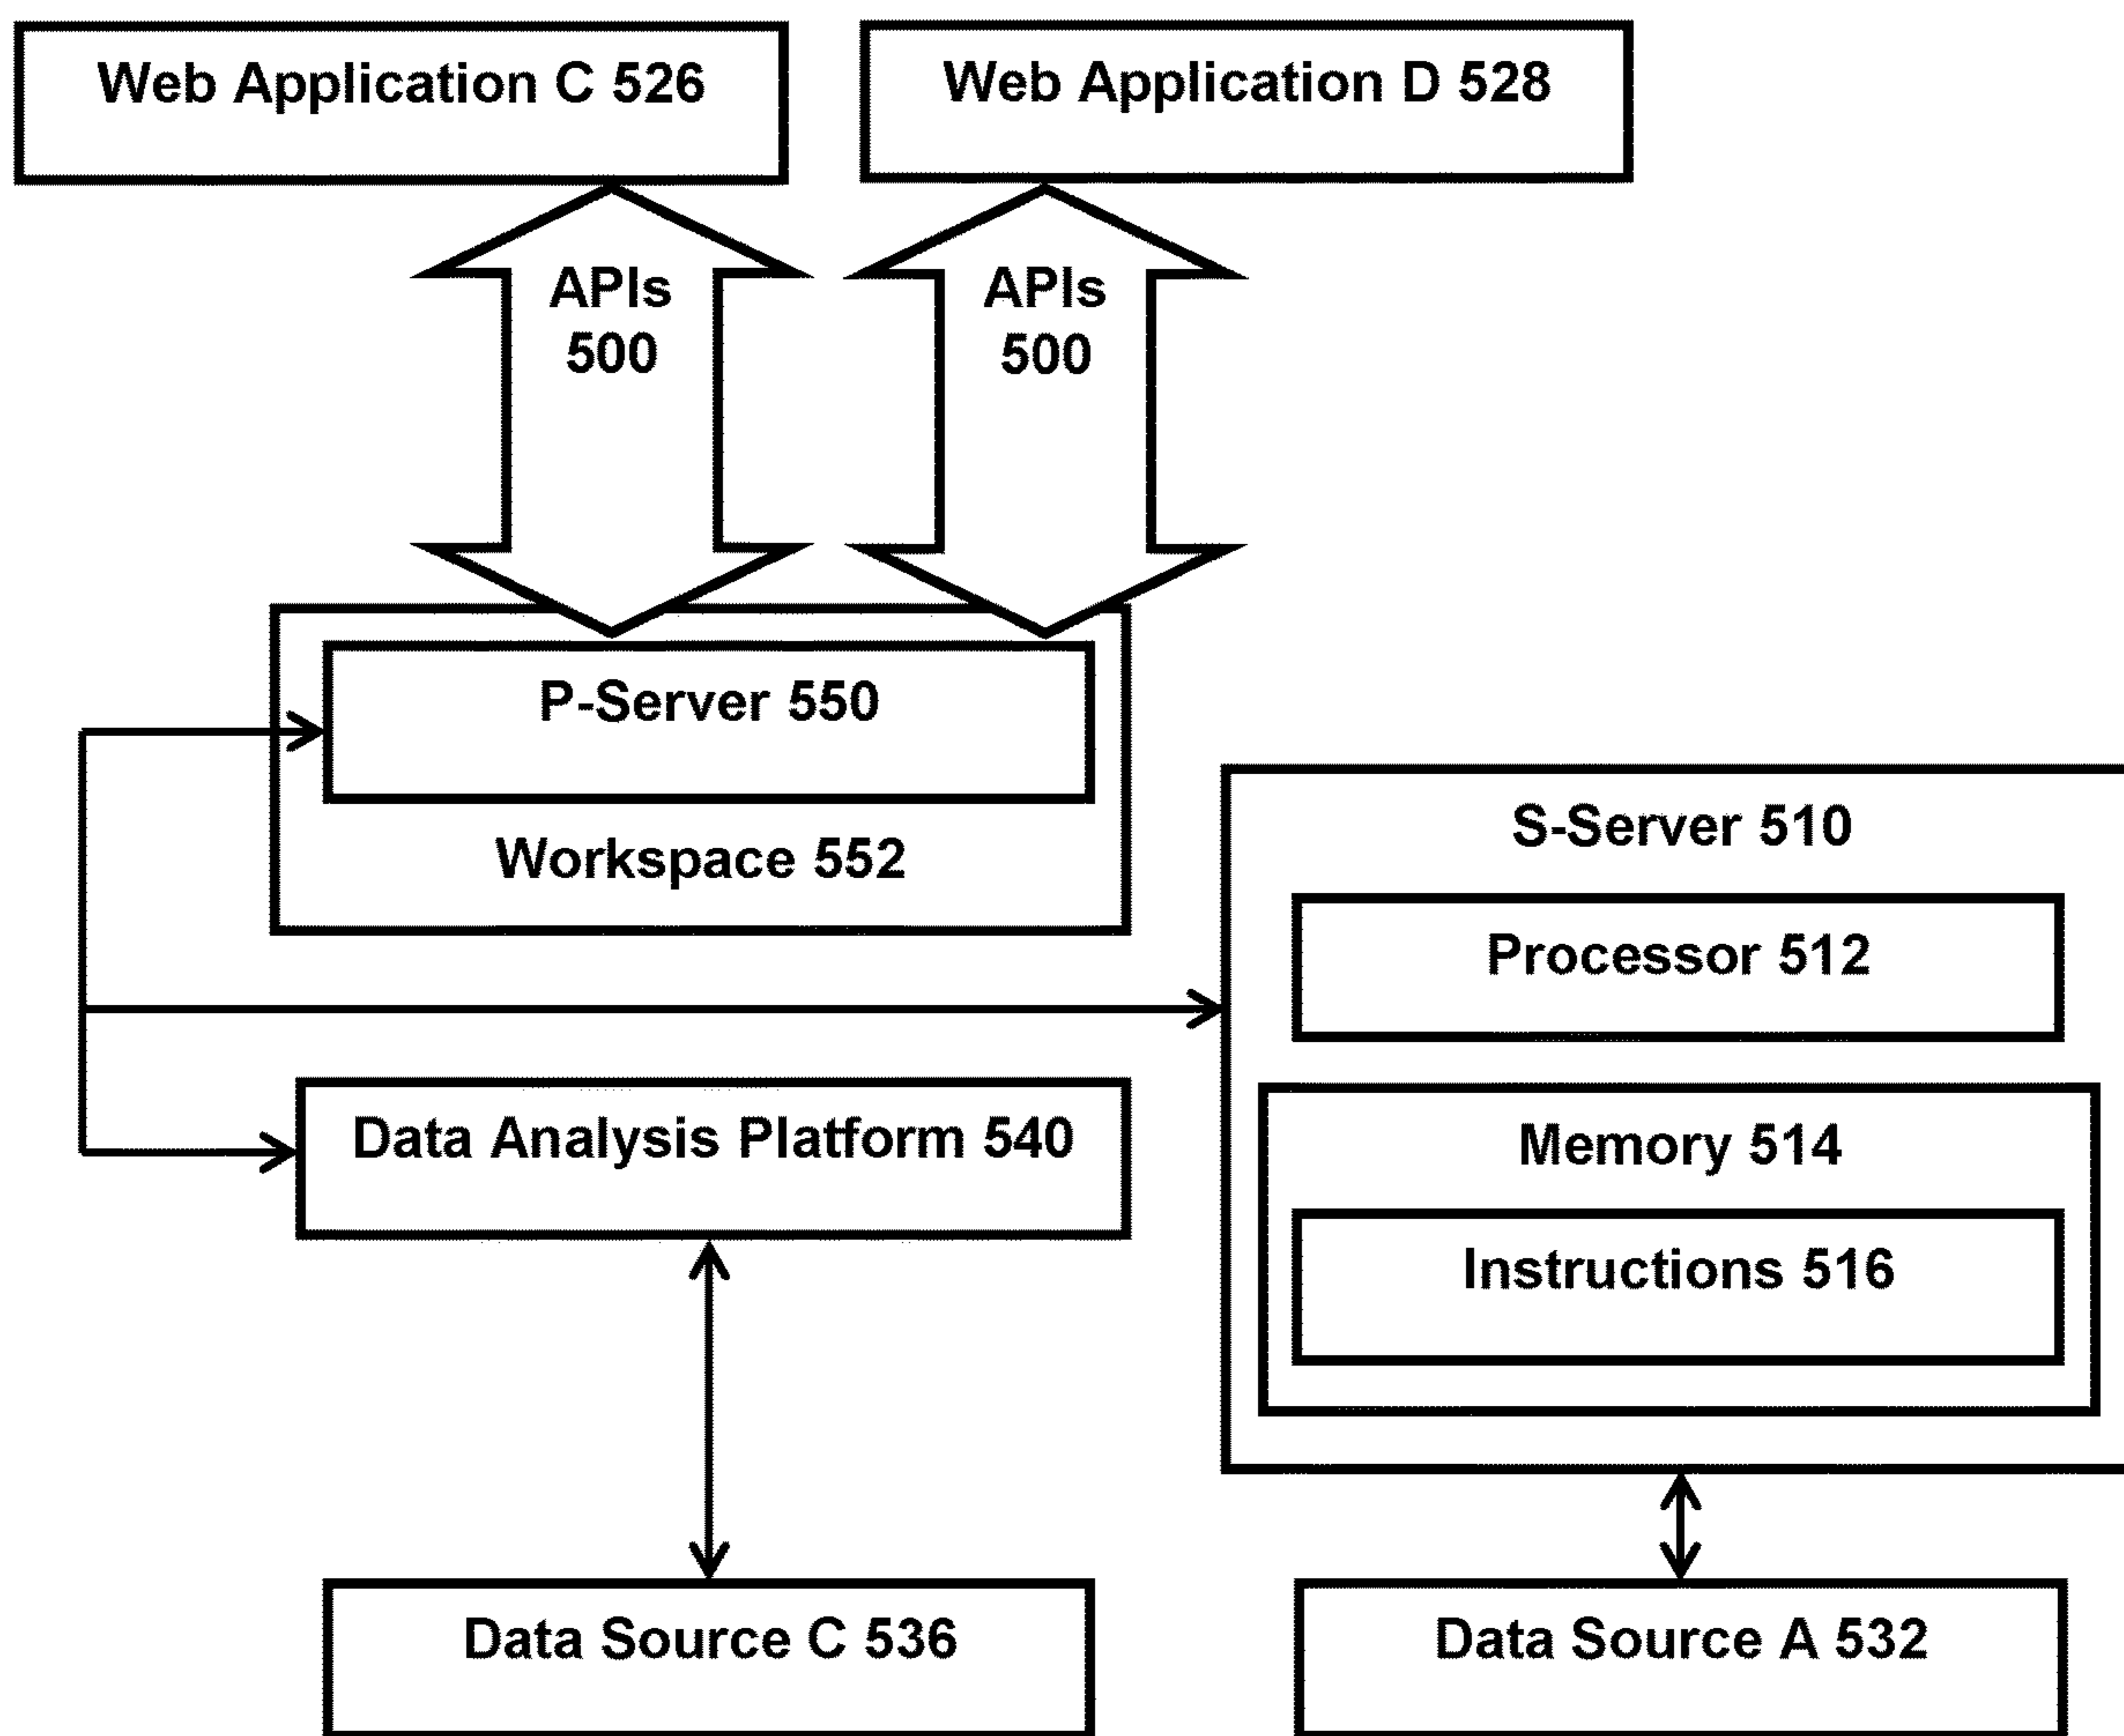 Web Application C 526
Web Application D 528
APIs
500
APIs
500
P-Server 550
Workspace 552
S-Server 510
Processor 512
Memory 514
Instructions 516
Data Analysis Platform 540
Data Source C 536
Data Source A 532